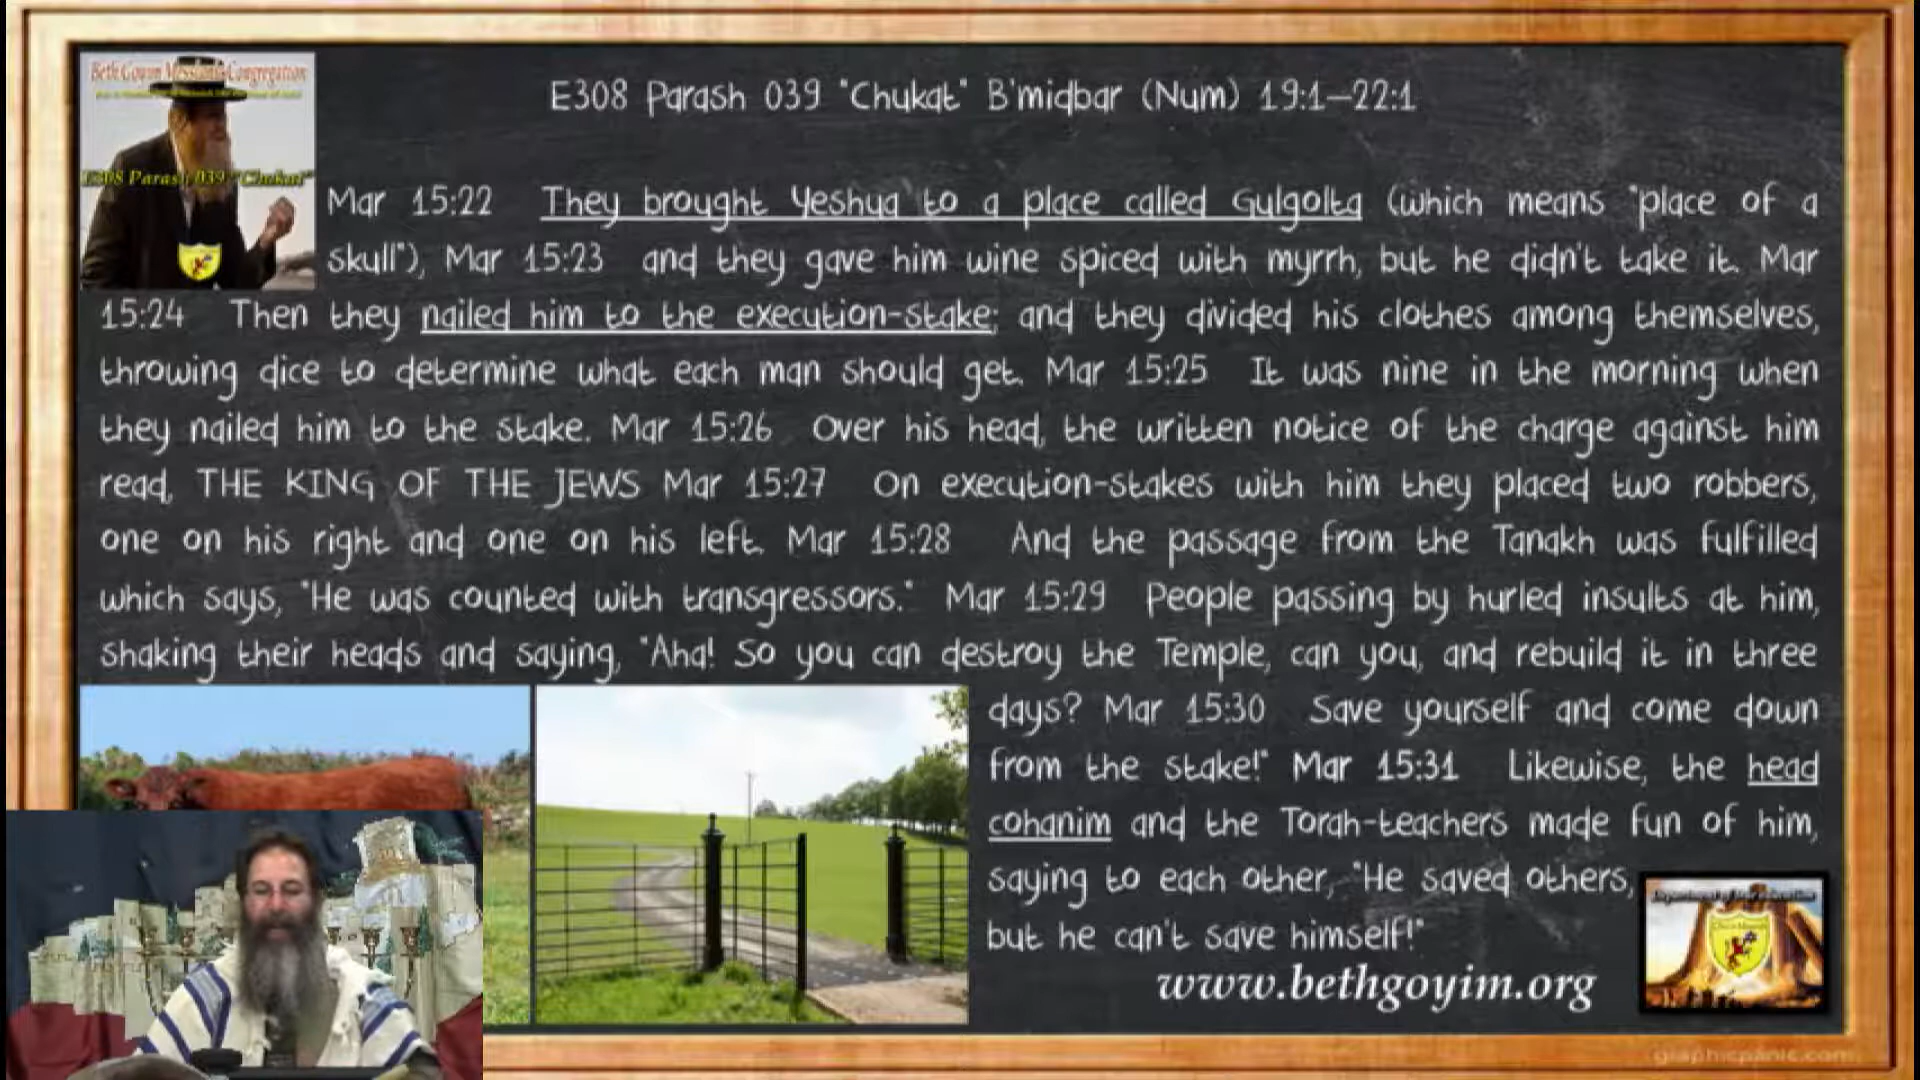 Beth Goyim Messianic Congregation
E308 Parash 039 "Chukat"
E308 Parash 039 "Chukat" B'midbar (Num) 19:1–22:1
Mar 15:22 They brought Yeshua to a place called Gulgolta (which means "place of a
skull"), Mar 15:23 and they gave him wine spiced with myrrh, but he didn't take it. Mar
15:24 Then they nailed him to the execution-stake; and they divided his clothes among themselves,
throwing dice to determine what each man should get. Mar 15:25 It was nine in the morning when
they nailed him to the stake. Mar 15:26 Over his head, the written notice of the charge against him
read, THE KING OF THE JEWS Mar 15:27 On execution-stakes with him they placed two robbers,
one on his right and one on his left. Mar 15:28 And the passage from the Tanakh was fulfilled
which says, "He was counted with transgressors." Mar 15:29 People passing by hurled insults at him,
shaking their heads and saying, "Aha! So you can destroy the Temple, can you, and rebuild it in three
days? Mar 15:30 Save yourself and come down
from the stake!" Mar 15:31 Likewise, the head
cohanim and the Torah-teachers made fun of him,
saying to each other, "He saved others,
but he can't save himself!"
www.bethgoyim.org
graphicpanic.com